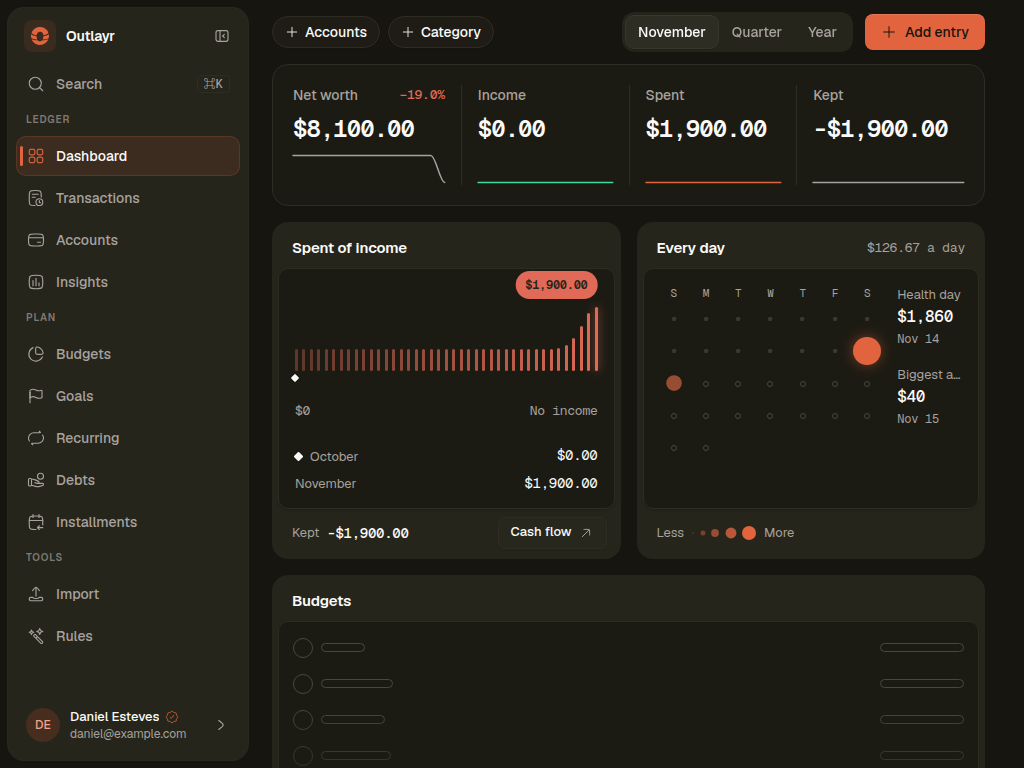 Outlayr
Search
⌘K
LEDGER
Dashboard
Transactions
Accounts
Insights
PLAN
Budgets
Goals
Recurring
Debts
Installments
TOOLS
Import
Rules
DE
Daniel Esteves
daniel@example.com
Accounts
Category
November
Quarter
Year
Add entry
Net worth
−19.0%
$8,100.00
Income
$0.00
Spent
$1,900.00
Kept
-$1,900.00
Spent of income
$1,900.00
$0
No income
October
$0.00
November
$1,900.00
Kept -$1,900.00
Cash flow
Every day
$126.67 a day
S M T W T F S
Health day
$1,860
Nov 14
Biggest a…
$40
Nov 15
Less
More
Budgets